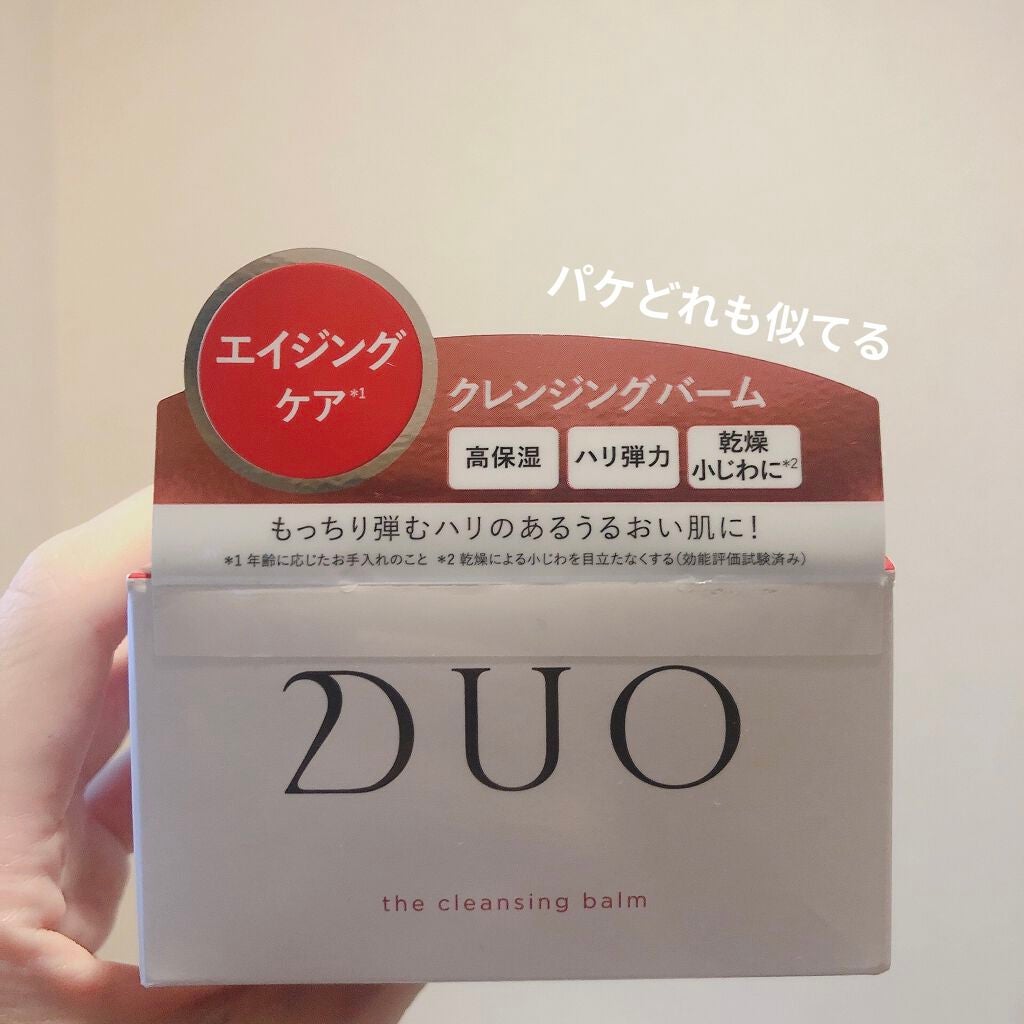 パケどれも似てる
エイジング
ケア*1
クレンジングバーム
高保湿
ハリ弾力
乾燥
小じわに*2
もっちり弾むハリのあるうるおい肌に!
*1 年齢に応じたお手入れのこと *2 乾燥による小じわを目立たなくする(効能評価試験済み)
DUO
the cleansing balm